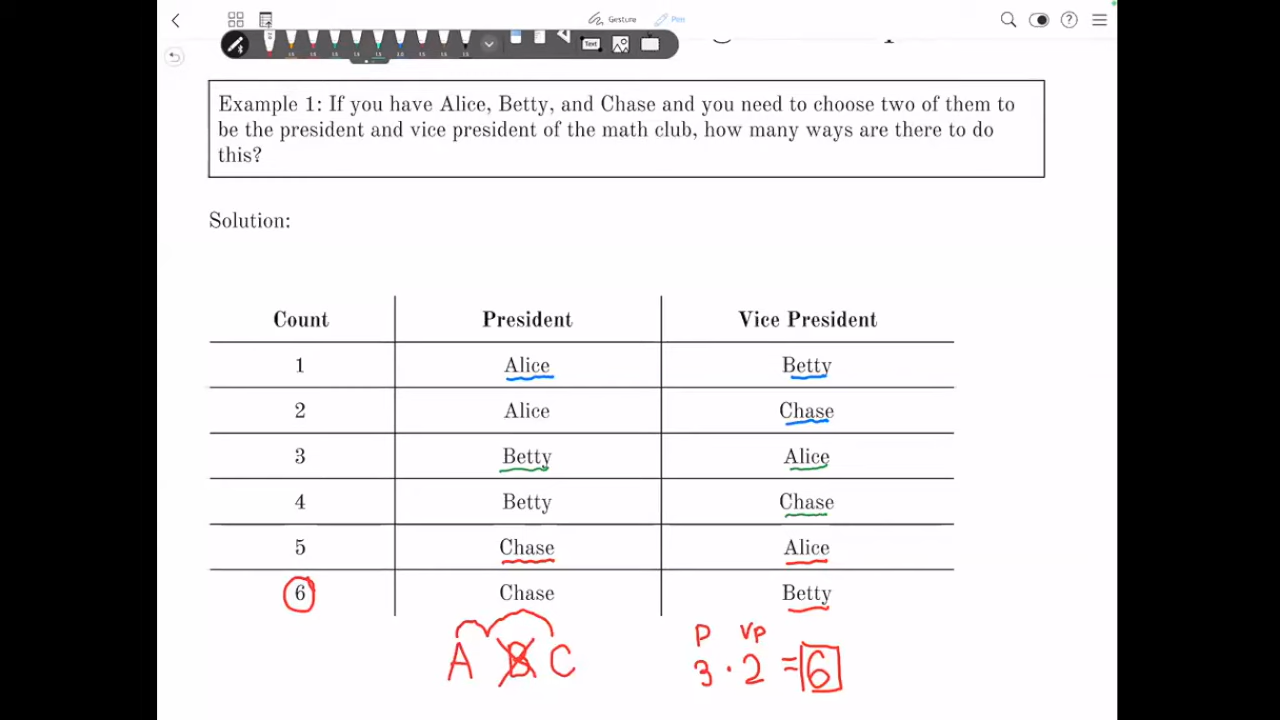 Gesture
Pen
Text
Example 1: If you have Alice, Betty, and Chase and you need to choose two of them to
be the president and vice president of the math club, how many ways are there to do
this?
Solution:
Count President Vice President
1 Alice Betty
2 Alice Chase
3 Betty Alice
4 Betty Chase
5 Chase Alice
6 Chase Betty
P VP
A B C 3 · 2 = 6